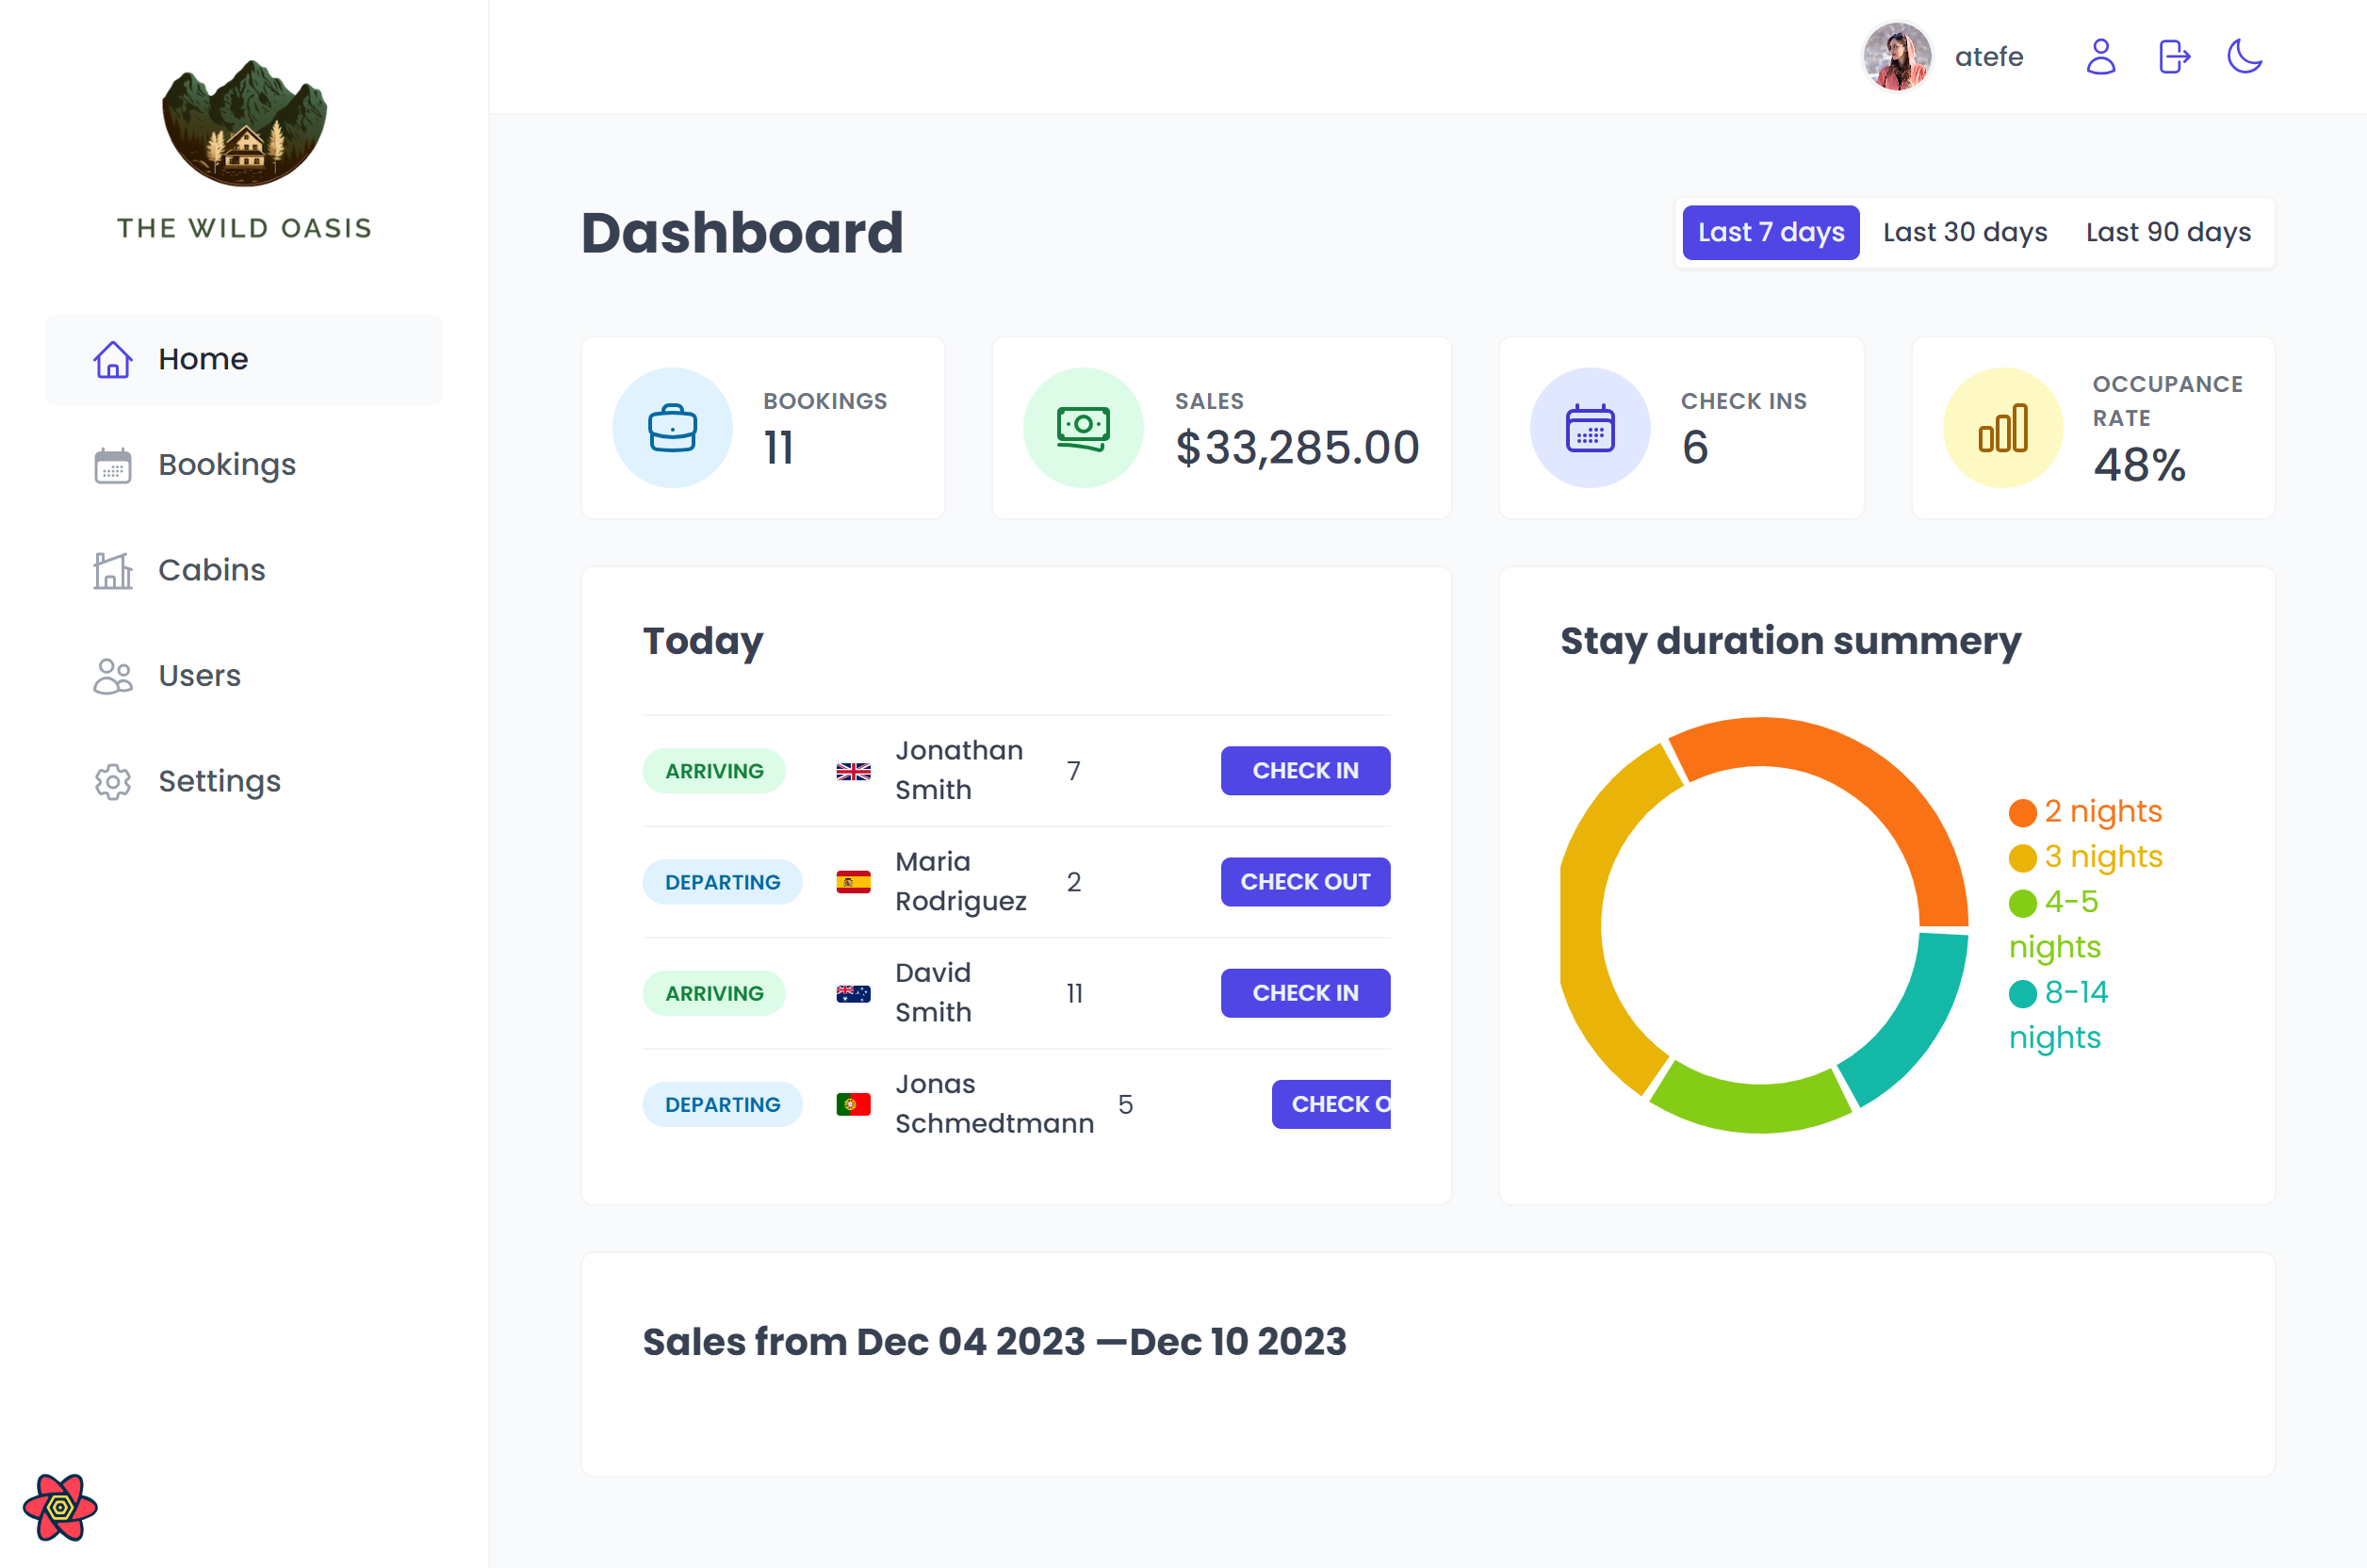 THE WILD OASIS
Home
Bookings
Cabins
Users
Settings
atefe
Dashboard
Last 7 days
Last 30 days
Last 90 days
BOOKINGS
11
SALES
$33,285.00
CHECK INS
6
OCCUPANCE
RATE
48%
Today
ARRIVING
Jonathan
Smith
7
CHECK IN
DEPARTING
Maria
Rodriguez
2
CHECK OUT
ARRIVING
David
Smith
11
CHECK IN
DEPARTING
Jonas
Schmedtmann
5
CHECK O
Stay duration summery
2 nights
3 nights
4-5
nights
8-14
nights
Sales from Dec 04 2023 —Dec 10 2023